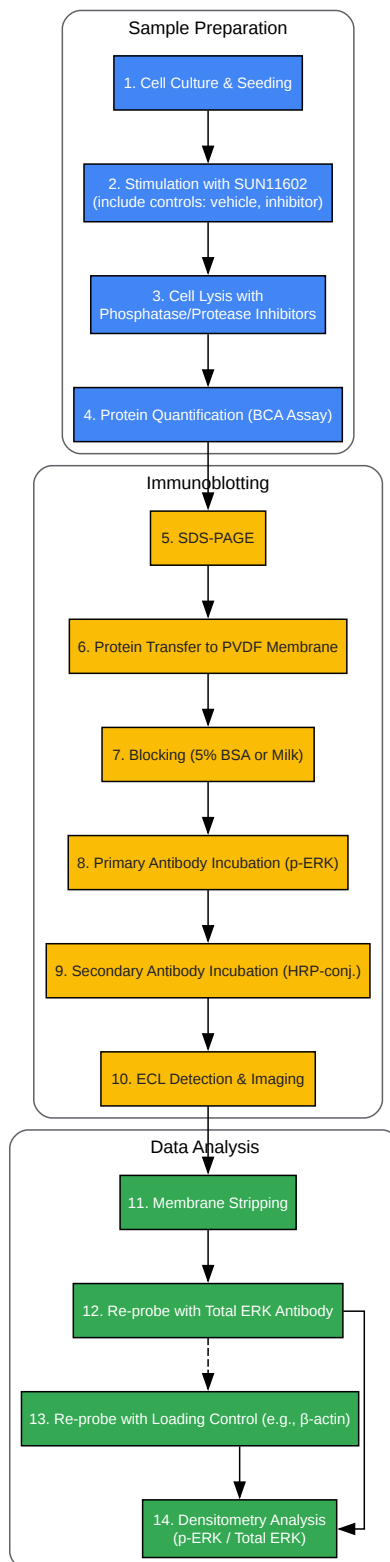 Sample Preparation
1. Cell Culture & Seeding
2. Stimulation with SUN11602
(include controls: vehicle, inhibitor)
3. Cell Lysis with
Phosphatase/Protease Inhibitors
4. Protein Quantification (BCA Assay)
Immunoblotting
5. SDS-PAGE
6. Protein Transfer to PVDF Membrane
7. Blocking (5% BSA or Milk)
8. Primary Antibody Incubation (p-ERK)
9. Secondary Antibody Incubation (HRP-conj.)
10. ECL Detection & Imaging
Data Analysis
11. Membrane Stripping
12. Re-probe with Total ERK Antibody
13. Re-probe with Loading Control (e.g., β-actin)
14. Densitometry Analysis
(p-ERK / Total ERK)